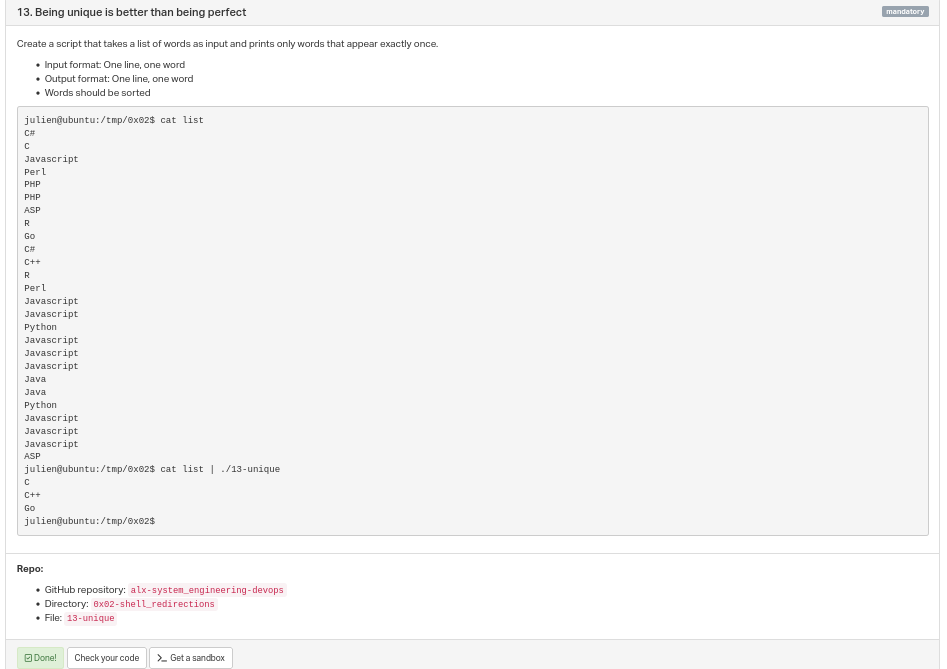 13. Being unique is better than being perfect
mandatory
Create a script that takes a list of words as input and prints only words that appear exactly once.
• Input format: One line, one word
• Output format: One line, one word
• Words should be sorted
julien@ubuntu:/tmp/0x02$ cat list
C#
C
Javascript
Perl
PHP
PHP
ASP
R
Go
C#
C++
R
Perl
Javascript
Javascript
Python
Javascript
Javascript
Javascript
Java
Java
Python
Javascript
Javascript
Javascript
ASP
julien@ubuntu:/tmp/0x02$ cat list | ./13-unique
C
C++
Go
julien@ubuntu:/tmp/0x02$
Repo:
• GitHub repository: alx-system_engineering-devops
• Directory: 0x02-shell_redirections
• File: 13-unique
Done! Check your code >_ Get a sandbox